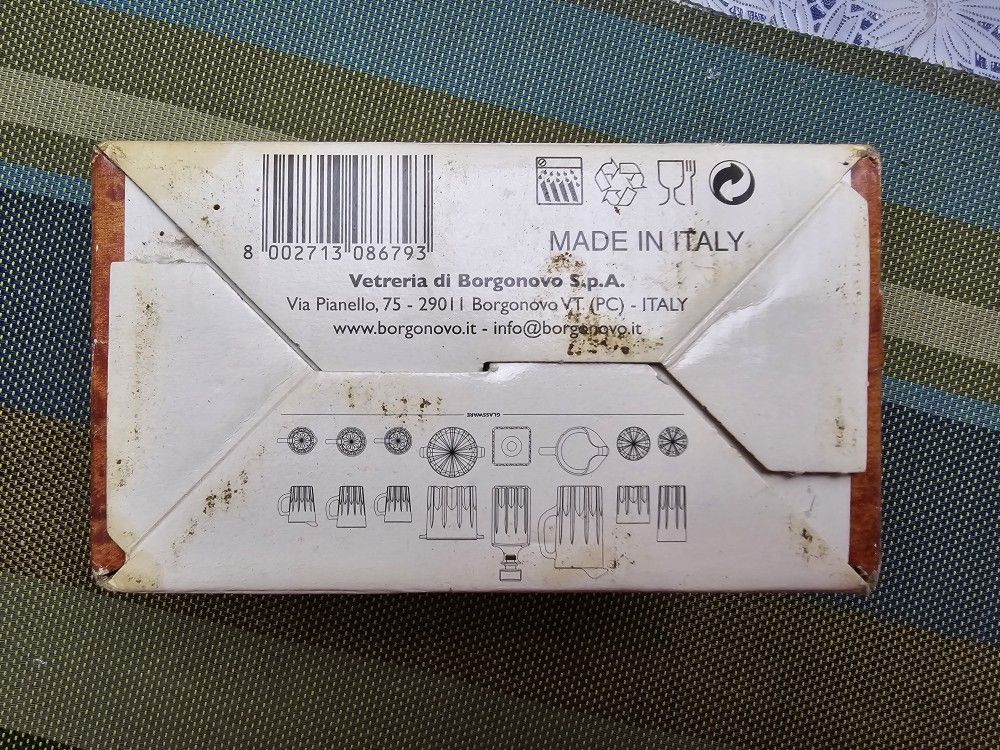 8 002713 086793
MADE IN ITALY
Vetreria di Borgonovo S.p.A.
Via Pianello, 75 - 29011 Borgonovo VT (PC) - ITALY
www.borgonovo.it - info@borgonovo.it
GLASSWARE